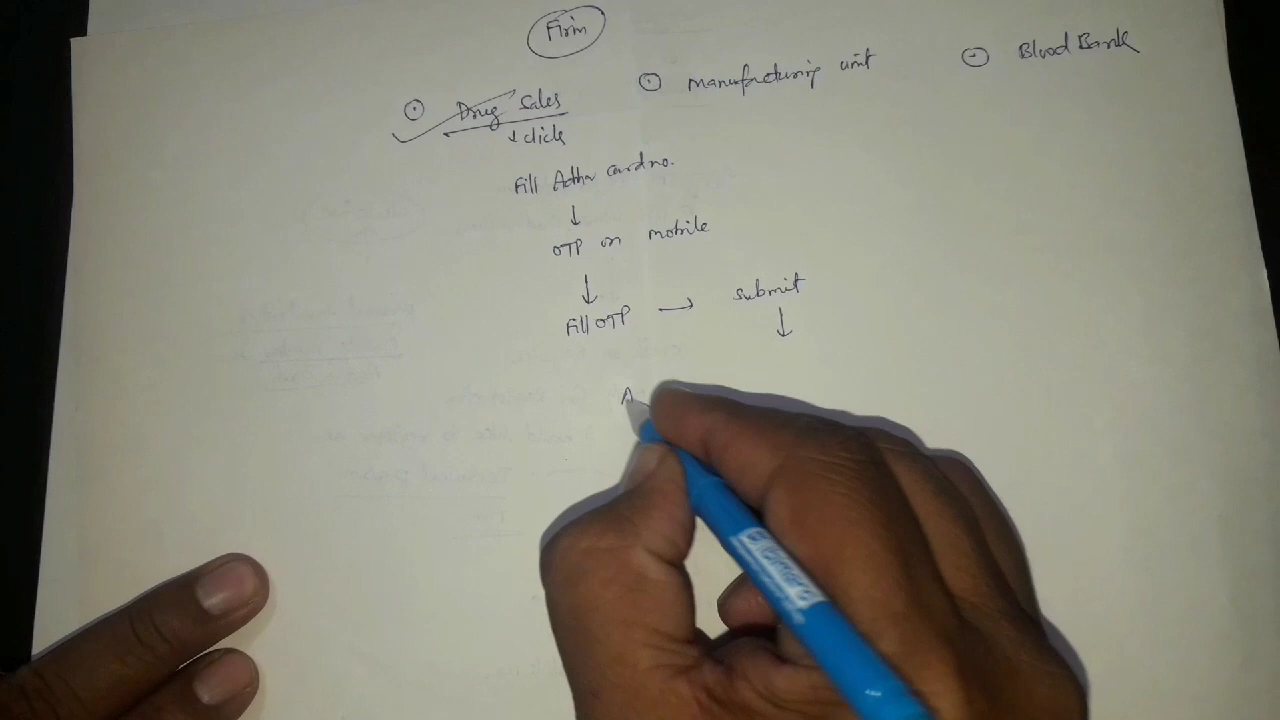 Firm
⊙ Drug Sales ⊙ manufacturing unit ⊙ Blood Bank
↓ click
Fill Adhar card no.
↓
OTP on mobile
↓
Fill OTP → submit
↓
A